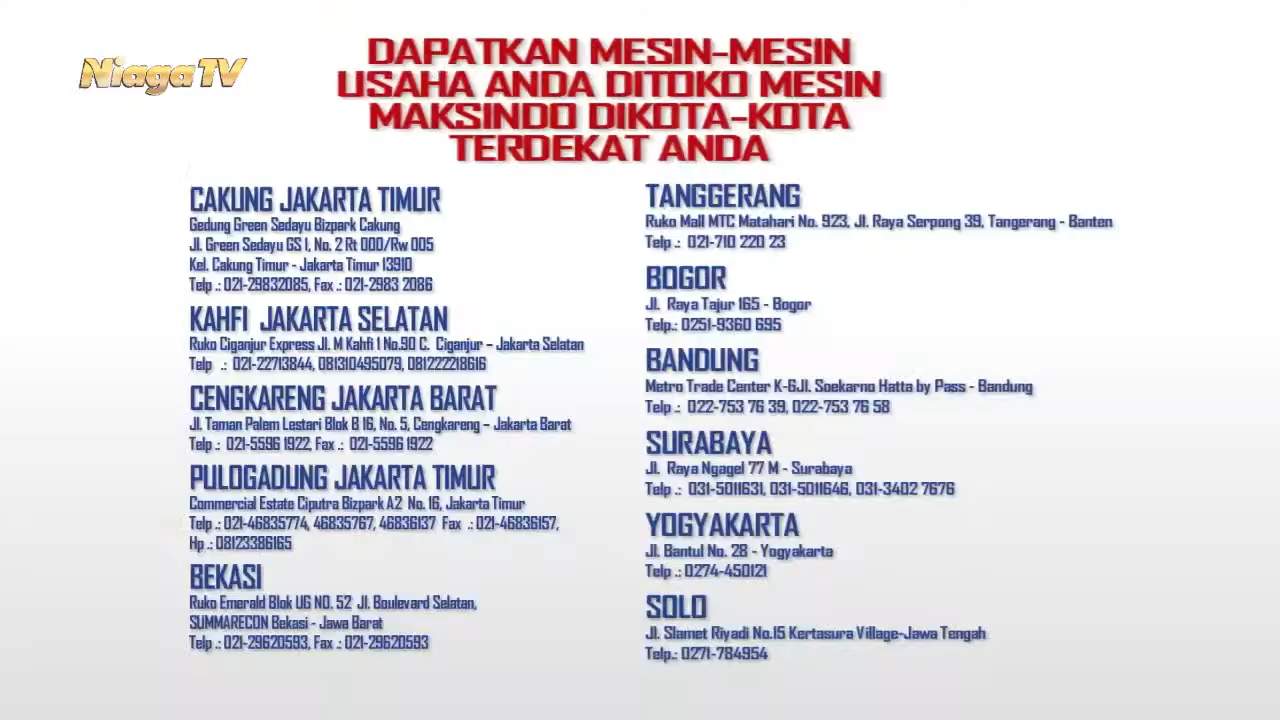 Niaga TV
DAPATKAN MESIN-MESIN
USAHA ANDA DITOKO MESIN
MAKSINDO DIKOTA-KOTA
TERDEKAT ANDA
CAKUNG JAKARTA TIMUR
Gedung Green Sedayu Bizpark Cakung
Jl. Green Sedayu GS 1, No. 2 Rt 000/Rw 005
Kel. Cakung Timur - Jakarta Timur 13910
Telp .: 021-29832085, Fax .: 021-2983 2086
KAHFI JAKARTA SELATAN
Ruko Ciganjur Express Jl. M Kahfi 1 No.90 C. Ciganjur – Jakarta Selatan
Telp .: 021-22713844, 081310495079, 081222218616
CENGKARENG JAKARTA BARAT
Jl. Taman Palem Lestari Blok B 16, No. 5, Cengkareng – Jakarta Barat
Telp .: 021-5596 1922, Fax .: 021-5596 1922
PULOGADUNG JAKARTA TIMUR
Commercial Estate Ciputra Bizpark A2 No. 16, Jakarta Timur
Telp .: 021-46835774, 46835767, 46836137 Fax .: 021-46836157,
Hp .: 08123386165
BEKASI
Ruko Emerald Blok UG NO. 52 Jl. Boulevard Selatan,
SUMMARECON Bekasi - Jawa Barat
Telp .: 021-29620593, Fax .: 021-29620593
TANGGERANG
Ruko Mall MTC Matahari No. 923, Jl. Raya Serpong 39, Tangerang - Banten
Telp .: 021-710 220 23
BOGOR
Jl. Raya Tajur 165 - Bogor
Telp.: 0251-9360 695
BANDUNG
Metro Trade Center K-6Jl. Soekarno Hatta by Pass - Bandung
Telp .: 022-753 76 39, 022-753 76 58
SURABAYA
Jl. Raya Ngagel 77 M - Surabaya
Telp .: 031-5011631, 031-5011646, 031-3402 7676
YOGYAKARTA
Jl. Bantul No. 28 - Yogyakarta
Telp .: 0274-450121
SOLO
Jl. Slamet Riyadi No.15 Kertasura Village-Jawa Tengah
Telp.: 0271-784954